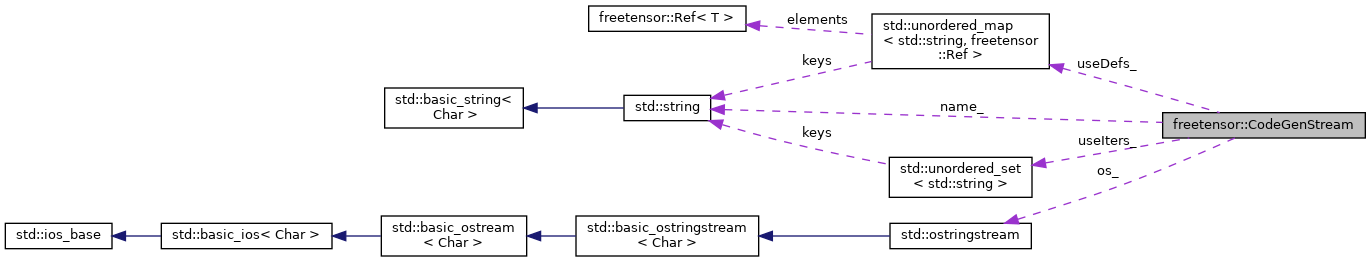 freetensor::Ref< T >
elements
std::unordered_map
< std::string, freetensor
::Ref >
keys
useDefs_
std::basic_string<
Char >
std::string
name_
freetensor::CodeGenStream
keys
useIters_
std::unordered_set
< std::string >
os_
std::ios_base
std::basic_ios< Char >
std::basic_ostream
< Char >
std::basic_ostringstream
< Char >
std::ostringstream